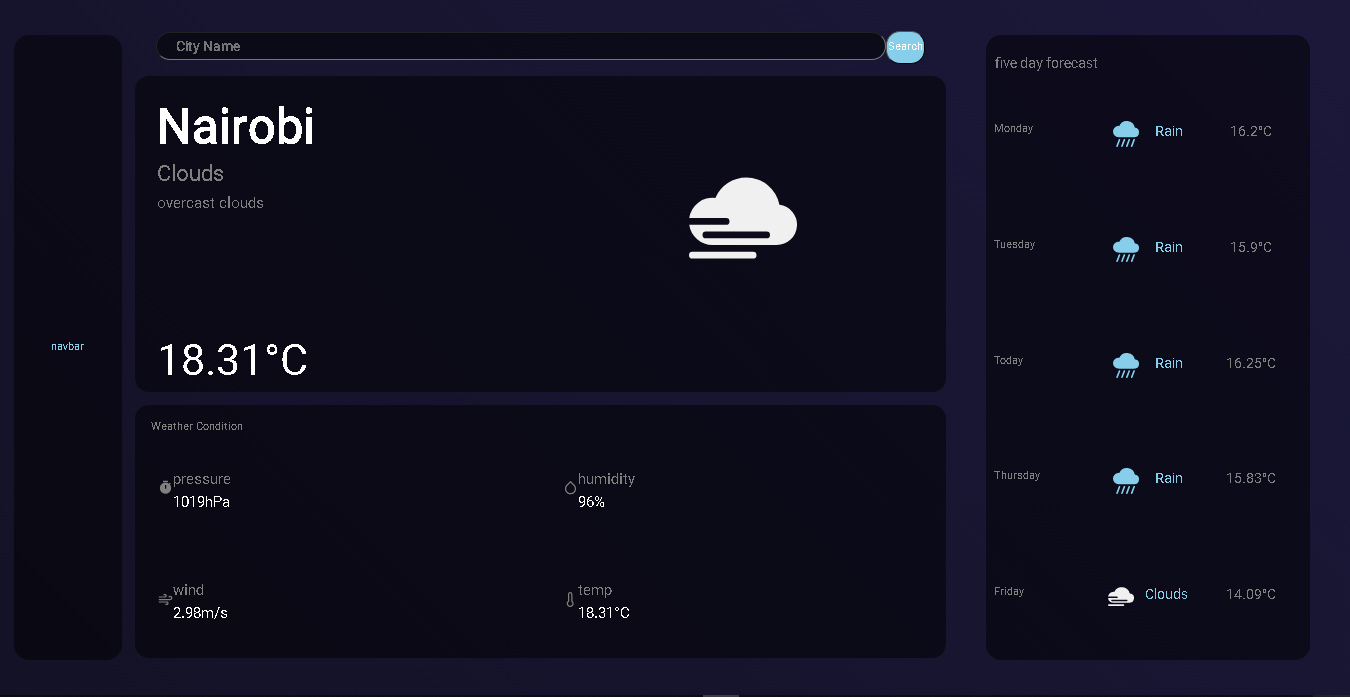 City Name
Search
Nairobi
Clouds
overcast clouds
18.31°C
navbar
Weather Condition
pressure
1019hPa
humidity
96%
wind
2.98m/s
temp
18.31°C
five day forecast
Monday Rain 16.2°C
Tuesday Rain 15.9°C
Today Rain 16.25°C
Thursday Rain 15.83°C
Friday Clouds 14.09°C